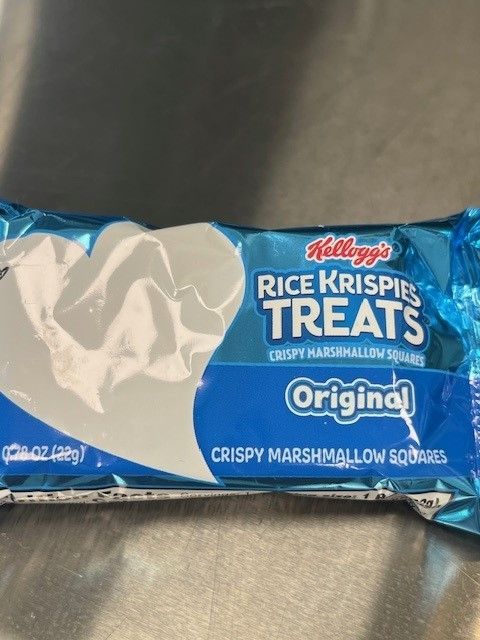 Kellogg's
RICE KRISPIES
TREATS
CRISPY MARSHMALLOW SQUARES
Original
0.78 OZ (22g) CRISPY MARSHMALLOW SQUARES